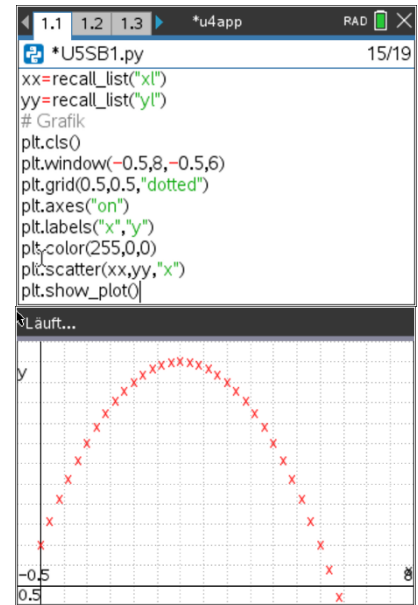 1.1 1.2 1.3 *u4app RAD
*U5SB1.py 15/19
xx=recall_list("xl")
yy=recall_list("yl")
# Grafik
plt.cls()
plt.window(−0.5,8,−0.5,6)
plt.grid(0.5,0.5,"dotted")
plt.axes("on")
plt.labels("x","y")
plt.color(255,0,0)
plt.scatter(xx,yy,"x")
plt.show_plot()
Läuft...
y
−0.5
0.5